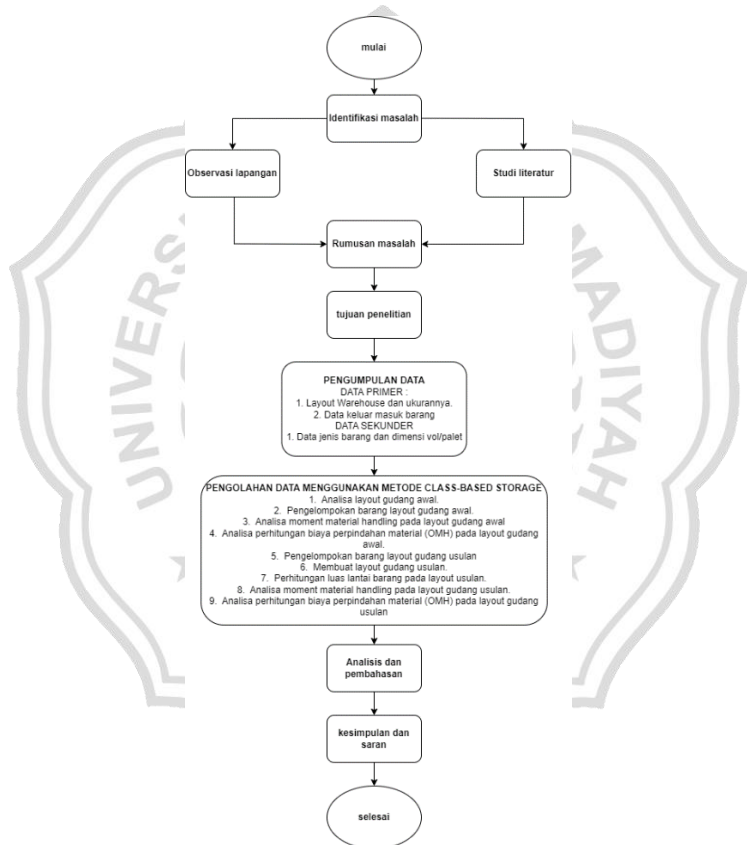 mulai
Identifikasi masalah
Observasi lapangan
Studi literatur
Rumusan masalah
tujuan penelitian
PENGUMPULAN DATA
DATA PRIMER :
1. Layout Warehouse dan ukurannya.
2. Data keluar masuk barang
DATA SEKUNDER
1. Data jenis barang dan dimensi vol/palet
PENGOLAHAN DATA MENGGUNAKAN METODE CLASS-BASED STORAGE
1. Analisa layout gudang awal.
2. Pengelompokan barang layout gudang awal.
3. Analisa moment material handling pada layout gudang awal
4. Analisa perhitungan biaya perpindahan material (OMH) pada layout gudang
awal.
5. Pengelompokan barang layout gudang usulan
6. Membuat layout gudang usulan.
7. Perhitungan luas lantai barang pada layout usulan.
8. Analisa moment material handling pada layout gudang usulan.
9. Analisa perhitungan biaya perpindahan material (OMH) pada layout gudang
usulan
Analisis dan
pembahasan
kesimpulan dan
saran
selesai